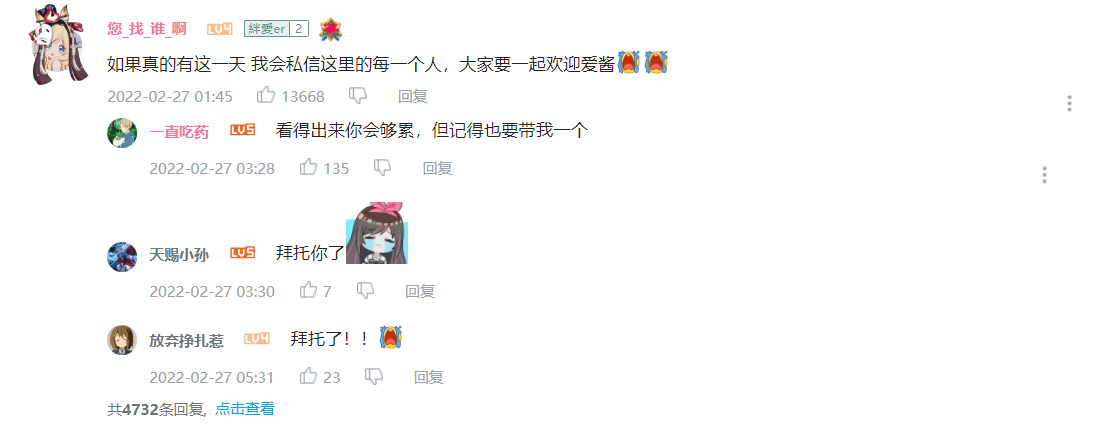 您_找_谁_啊 LV4 絆愛er 2
如果真的有这一天 我会私信这里的每一个人，大家要一起欢迎爱酱
2022-02-27 01:45 13668 回复
一直吃药 LV5 看得出来你会够累，但记得也要带我一个
2022-02-27 03:28 135 回复
天赐小孙 LV5 拜托你了
2022-02-27 03:30 7 回复
放弃挣扎惹 LV4 拜托了！！
2022-02-27 05:31 23 回复
共4732条回复, 点击查看